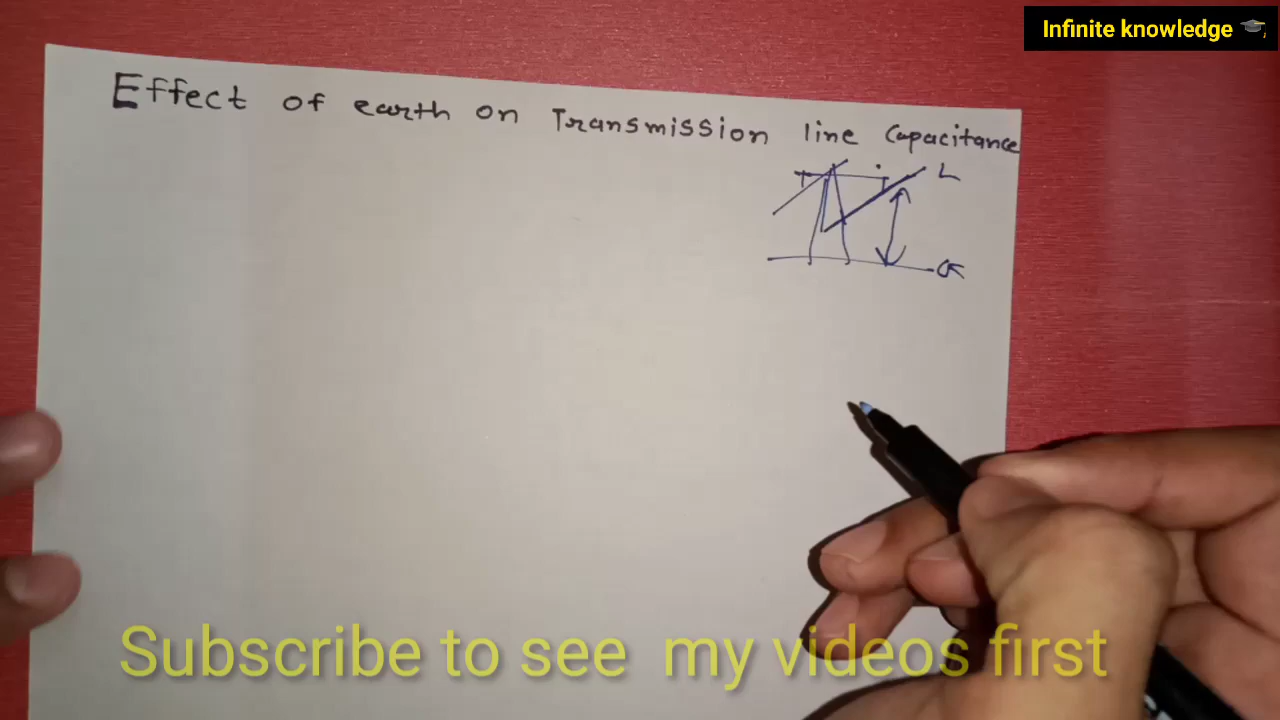 Infinite knowledge
Effect of earth on Transmission line Capacitance
L
G
Subscribe to see my videos first